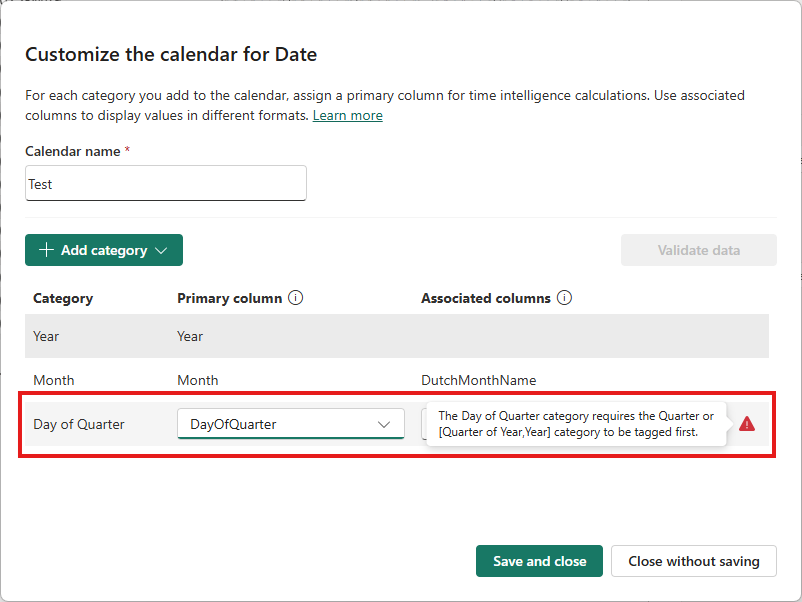 Customize the calendar for Date
For each category you add to the calendar, assign a primary column for time intelligence calculations. Use associated
columns to display values in different formats. Learn more
Calendar name *
Test
Add category
Validate data
Category Primary column Associated columns
Year Year
Month Month DutchMonthName
Day of Quarter DayOfQuarter
The Day of Quarter category requires the Quarter or
[Quarter of Year,Year] category to be tagged first.
Save and close
Close without saving